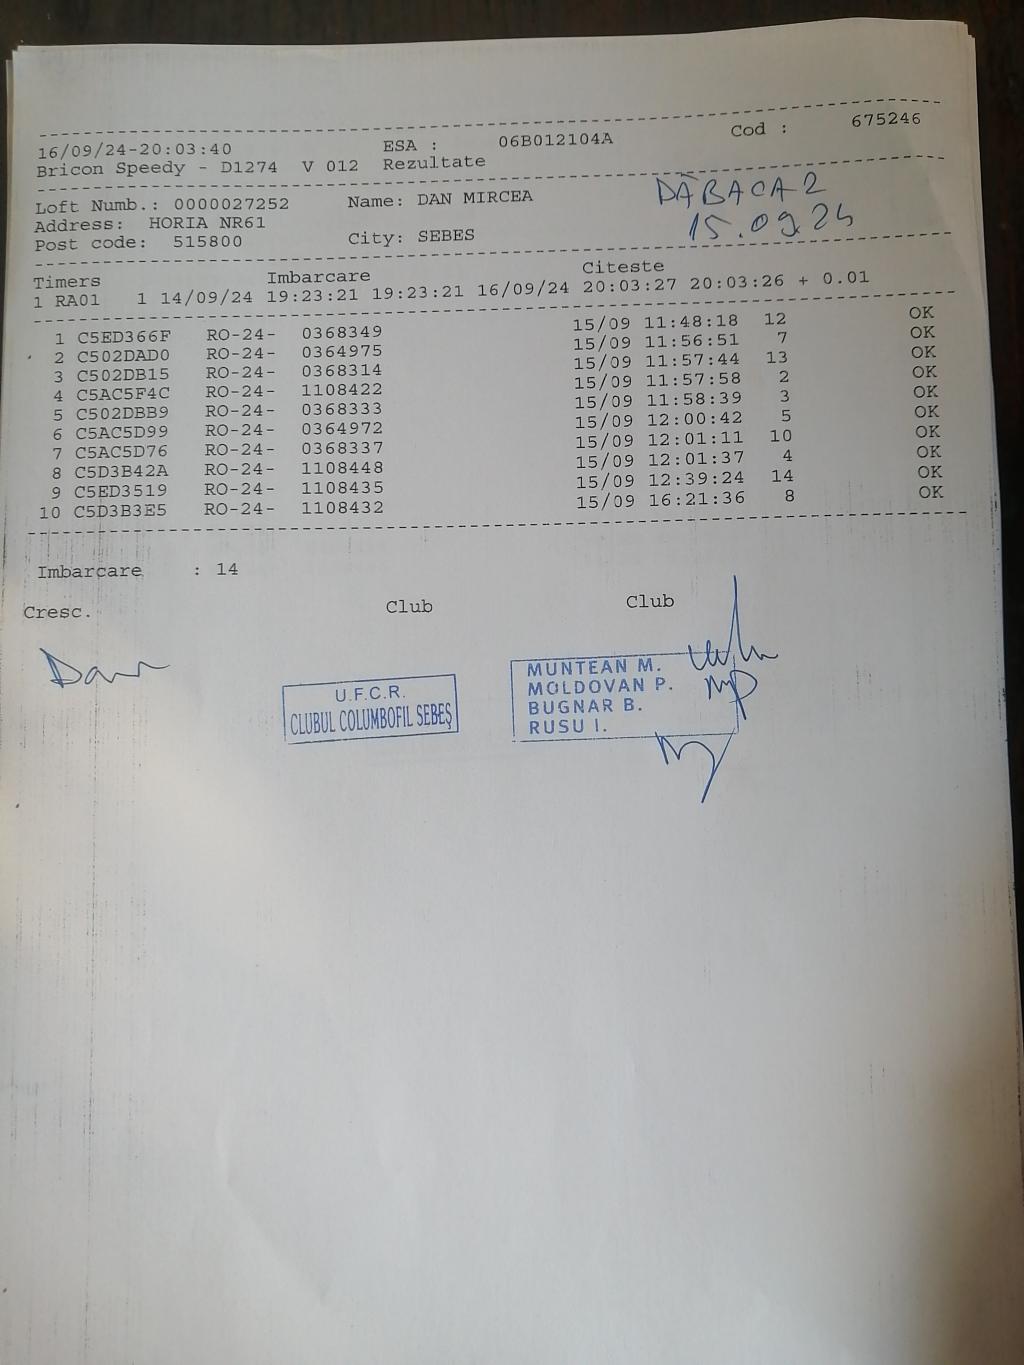 16/09/24-20:03:40 ESA : 06B012104A Cod : 675246
Bricon Speedy - D1274 V 012 Rezultate
Loft Numb.: 0000027252 Name: DAN MIRCEA
DĂBACA 2
Address: HORIA NR61
15.09.24
Post code: 515800 City: SEBES
Timers Imbarcare Citeste
1 RA01 1 14/09/24 19:23:21 19:23:21 16/09/24 20:03:27 20:03:26 + 0.01
1 C5ED366F RO-24- 0368349 15/09 11:48:18 12 OK
2 C502DAD0 RO-24- 0364975 15/09 11:56:51 7 OK
3 C502DB15 RO-24- 0368314 15/09 11:57:44 13 OK
4 C5AC5F4C RO-24- 1108422 15/09 11:57:58 2 OK
5 C502DBB9 RO-24- 0368333 15/09 11:58:39 3 OK
6 C5AC5D99 RO-24- 0364972 15/09 12:00:42 5 OK
7 C5AC5D76 RO-24- 0368337 15/09 12:01:11 10 OK
8 C5D3B42A RO-24- 1108448 15/09 12:01:37 4 OK
9 C5ED3519 RO-24- 1108435 15/09 12:39:24 14 OK
10 C5D3B3E5 RO-24- 1108432 15/09 16:21:36 8 OK
Imbarcare : 14
Cresc. Club Club
Dan
U.F.C.R.
CLUBUL COLUMBOFIL SEBEȘ
MUNTEAN M.
MOLDOVAN P.
BUGNAR B.
RUSU I.